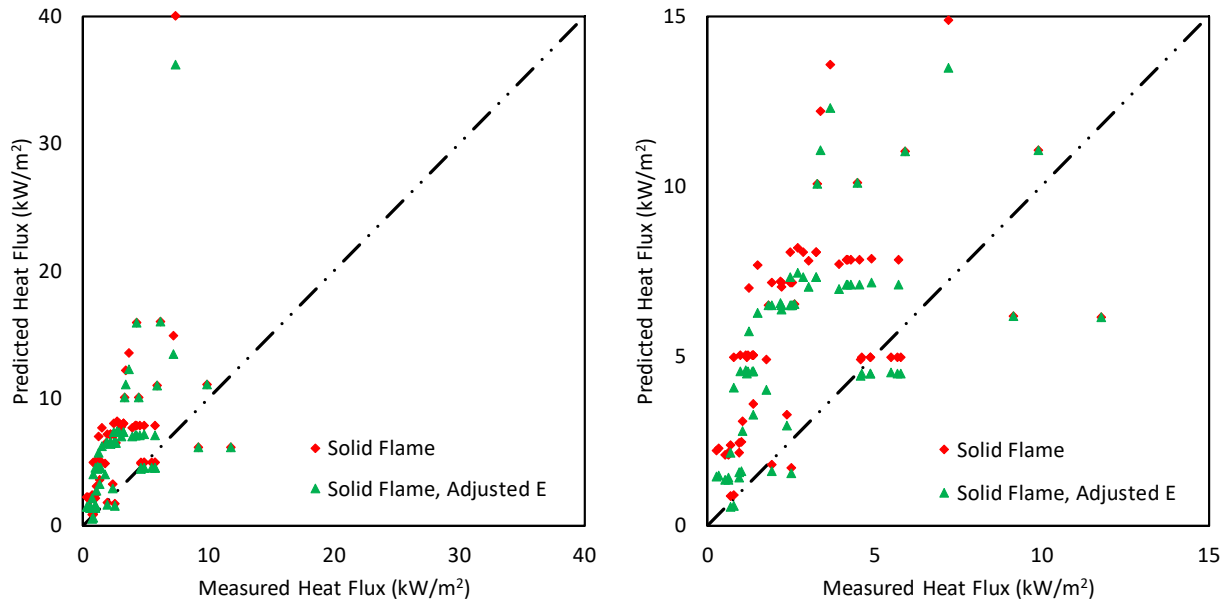 40
30
20
10
0
Predicted Heat Flux (kW/m²)
0 10 20 30 40
Measured Heat Flux (kW/m²)
Solid Flame
Solid Flame, Adjusted E
15
10
5
0
Predicted Heat Flux (kW/m²)
0 5 10 15
Measured Heat Flux (kW/m²)
Solid Flame
Solid Flame, Adjusted E